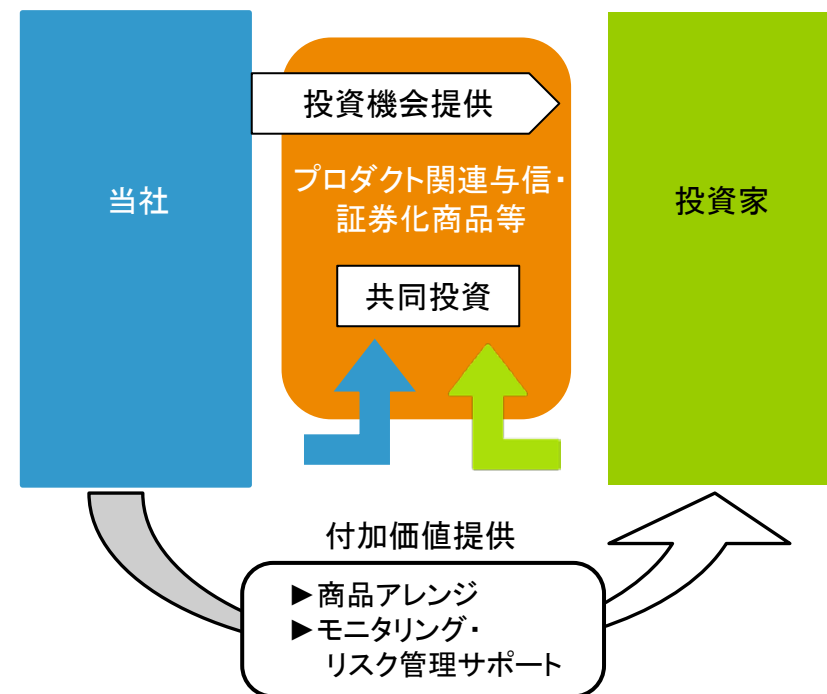 当社
投資機会提供
プロダクト関連与信・
証券化商品等
共同投資
投資家
付加価値提供
►商品アレンジ
►モニタリング・
リスク管理サポート